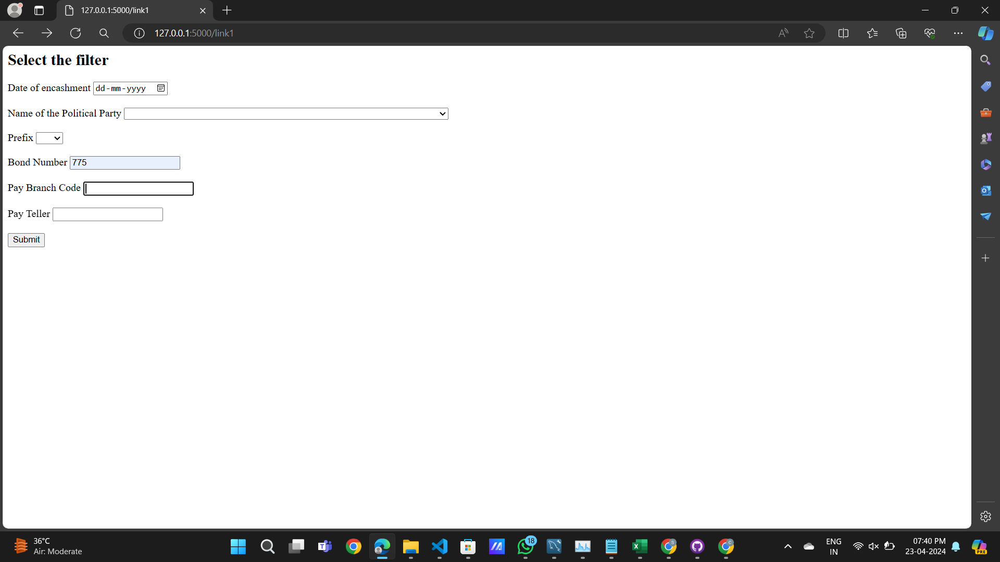 127.0.0.1:5000/link1
127.0.0.1:5000/link1
Select the filter
Date of encashment dd-mm-yyyy
Name of the Political Party
Prefix
Bond Number 775
Pay Branch Code
Pay Teller
Submit
36°C
Air: Moderate
18
S
C
ENG
IN
07:40 PM
23-04-2024
PRE